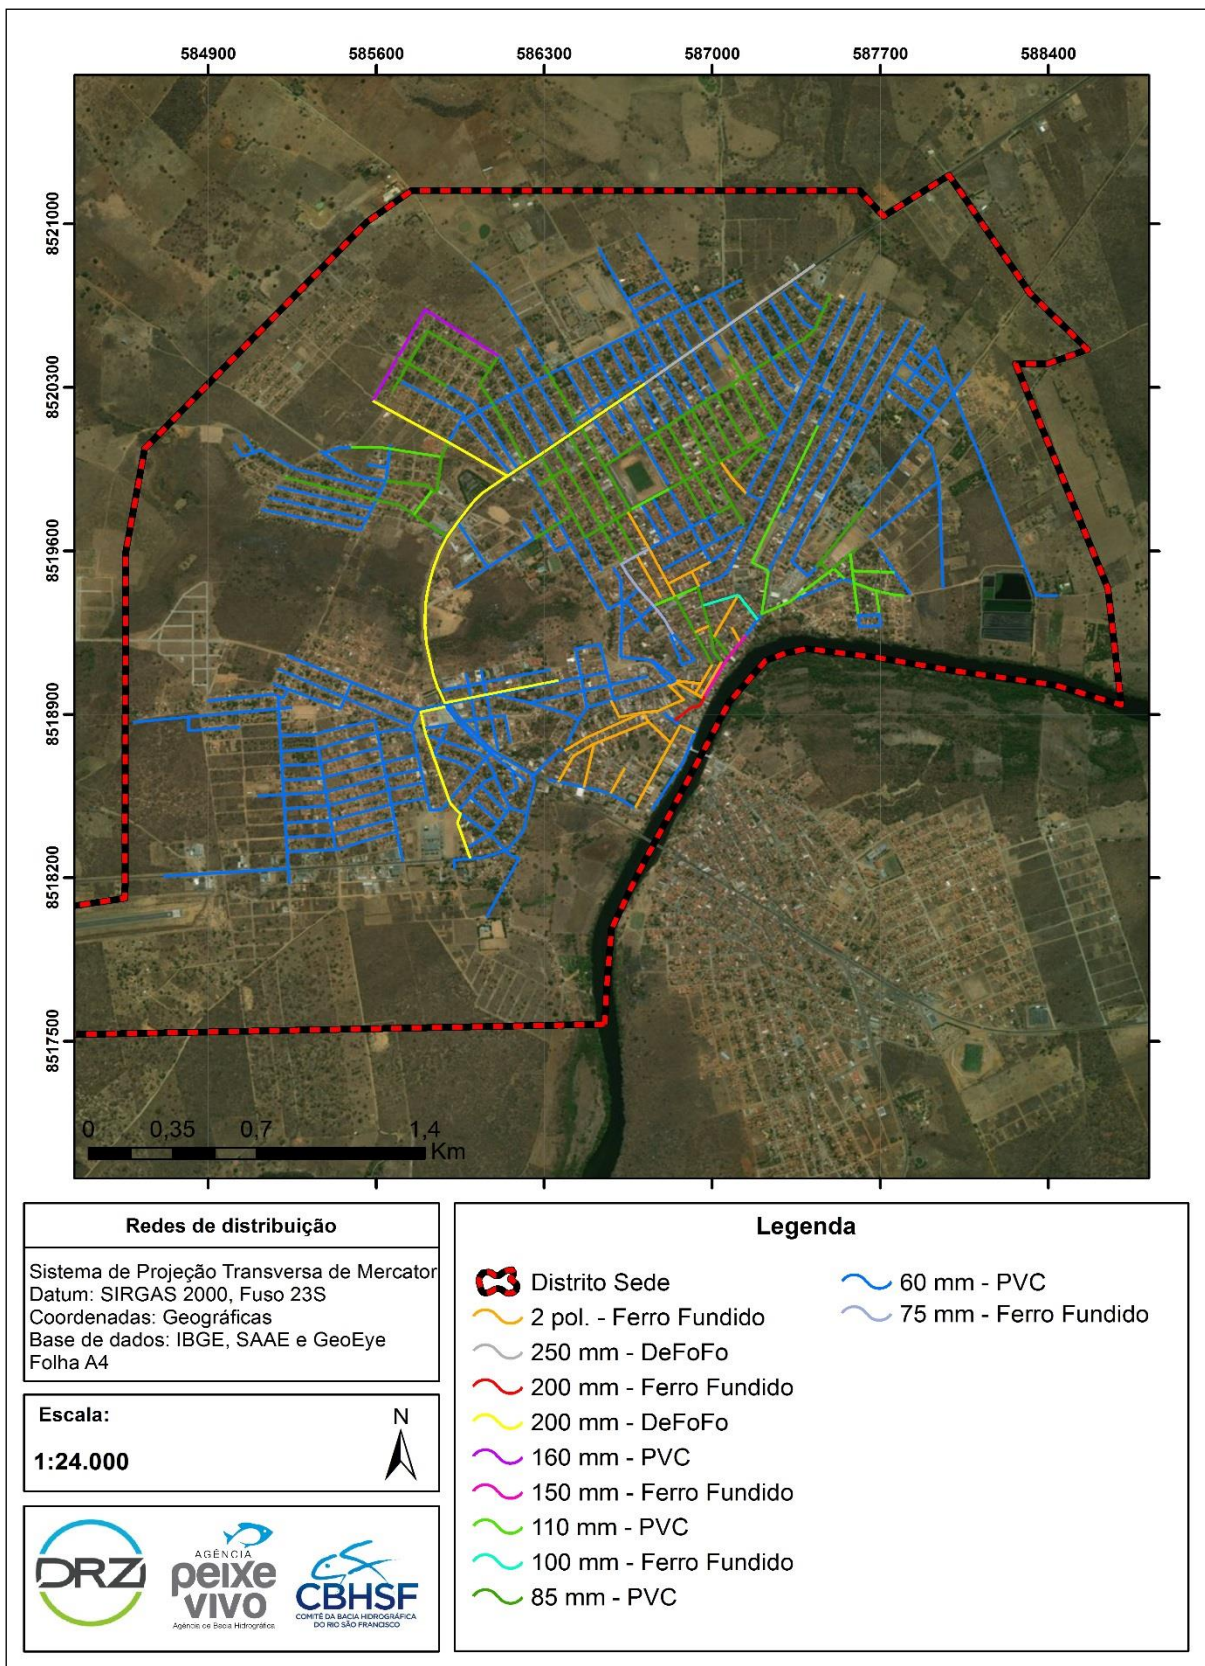 584900 585600 586300 587000 587700 588400
8521000
8520300
8519600
8518900
8518200
8517500
0 0,35 0,7 1,4
Km
Redes de distribuição
Sistema de Projeção Transversa de Mercator
Datum: SIRGAS 2000, Fuso 23S
Coordenadas: Geográficas
Base de dados: IBGE, SAAE e GeoEye
Folha A4
Escala:
1:24.000
N
DRZ
AGÊNCIA
peixe
vivo
Agência de Bacia Hidrográfica
CBHSF
COMITÊ DA BACIA HIDROGRÁFICA
DO RIO SÃO FRANCISCO
Legenda
Distrito Sede
2 pol. - Ferro Fundido
250 mm - DeFoFo
200 mm - Ferro Fundido
200 mm - DeFoFo
160 mm - PVC
150 mm - Ferro Fundido
110 mm - PVC
100 mm - Ferro Fundido
85 mm - PVC
60 mm - PVC
75 mm - Ferro Fundido